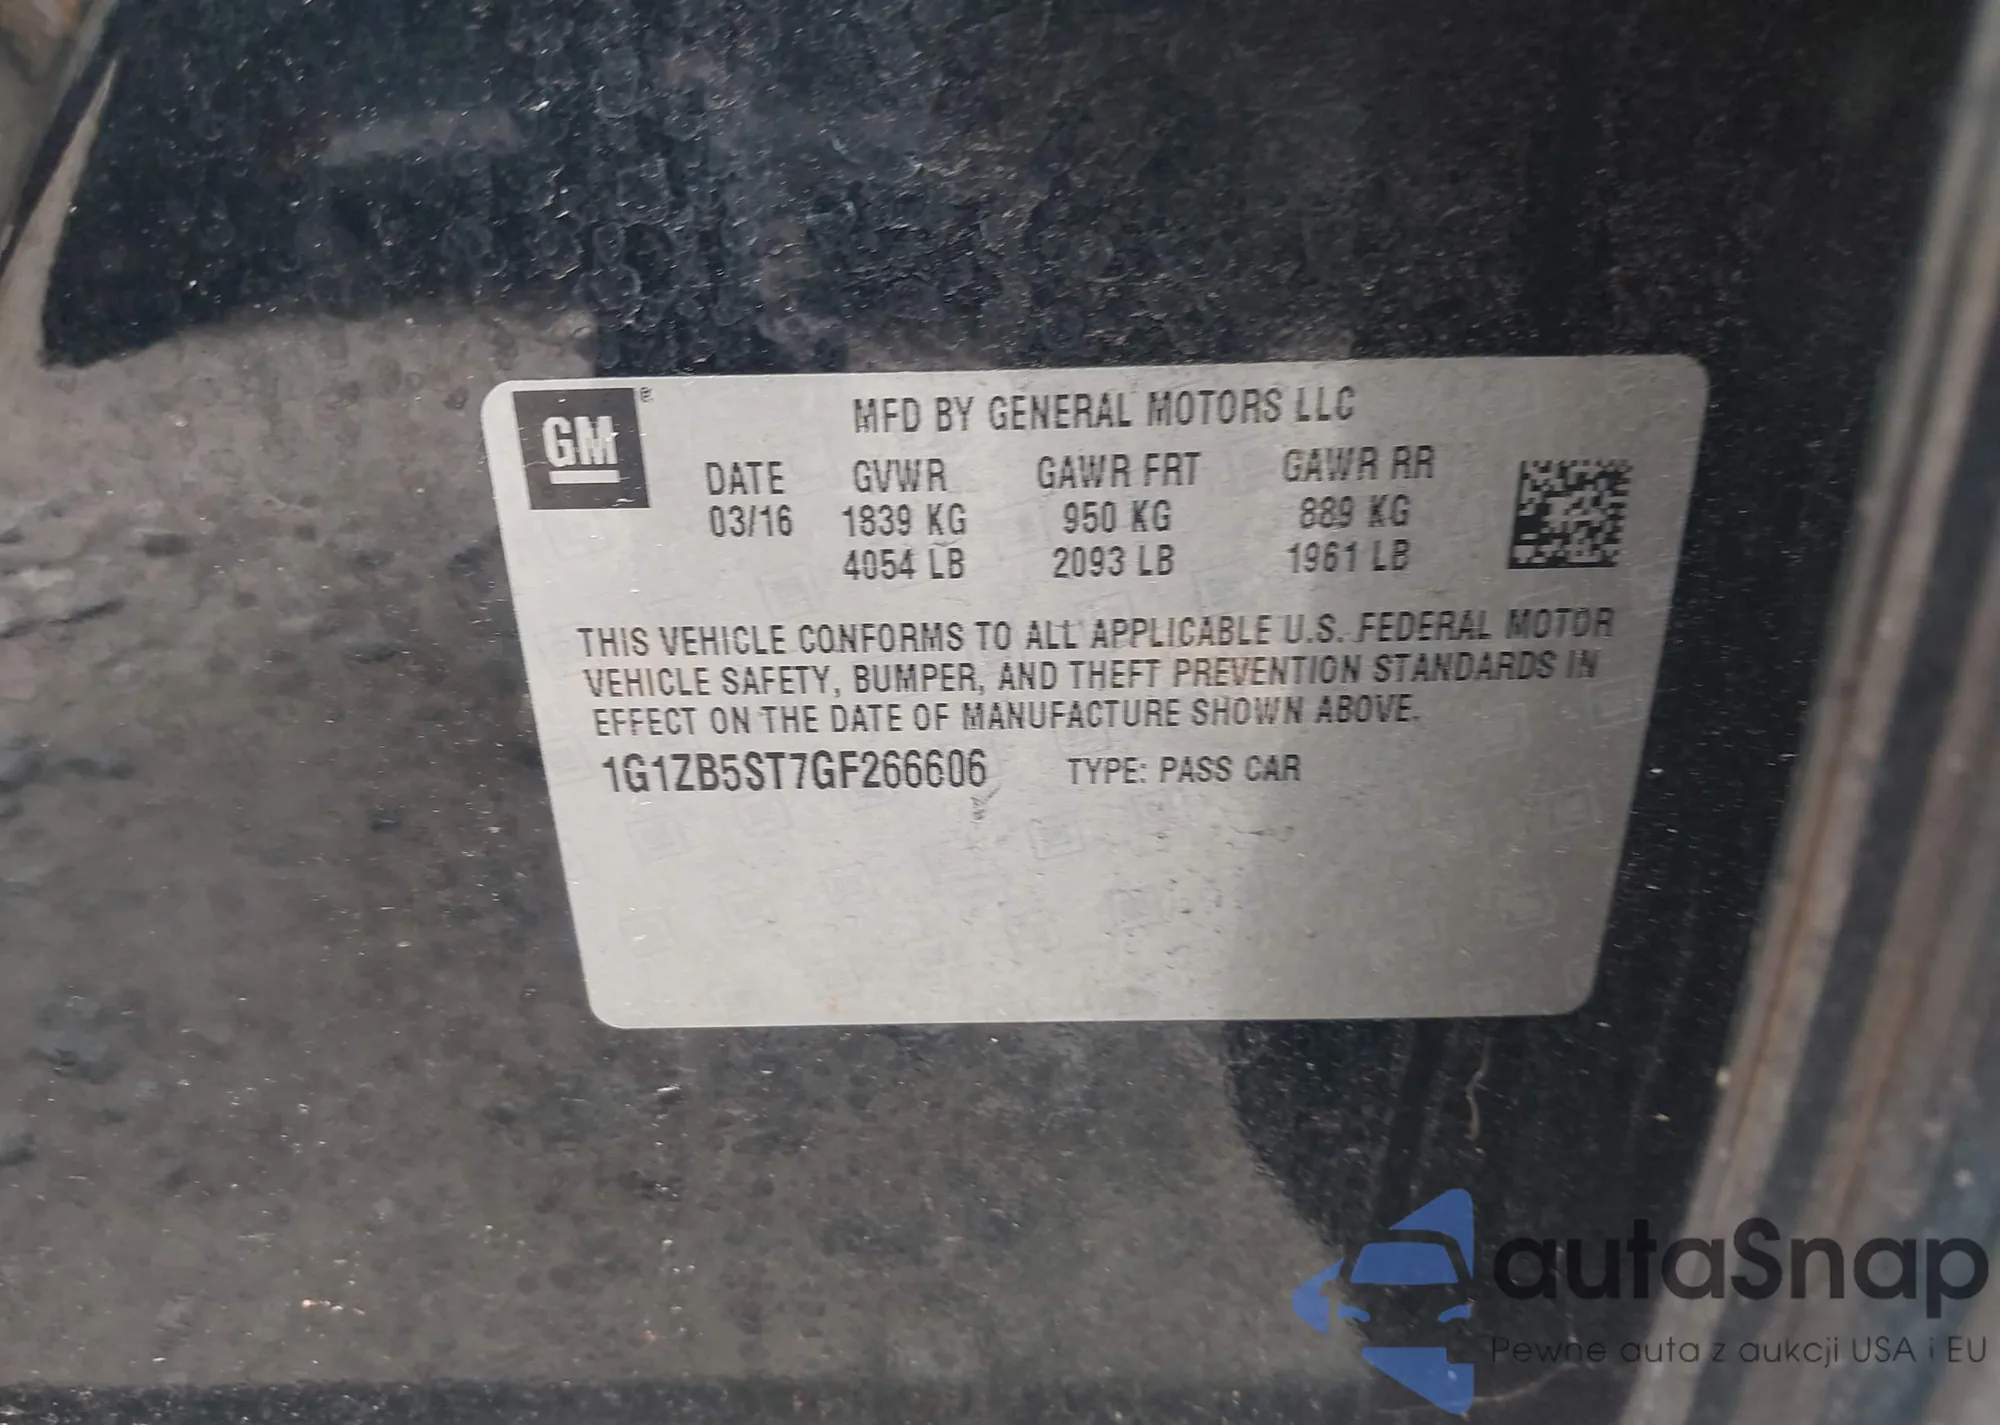 GM®
MFD BY GENERAL MOTORS LLC
DATE GVWR GAWR FRT GAWR RR
03/16 1839 KG 950 KG 889 KG
4054 LB 2093 LB 1961 LB
THIS VEHICLE CONFORMS TO ALL APPLICABLE U.S. FEDERAL MOTOR
VEHICLE SAFETY, BUMPER, AND THEFT PREVENTION STANDARDS IN
EFFECT ON THE DATE OF MANUFACTURE SHOWN ABOVE.
1G1ZB5ST7GF266606 TYPE: PASS CAR
autaSnap
Pewne auta z aukcji USA i EU